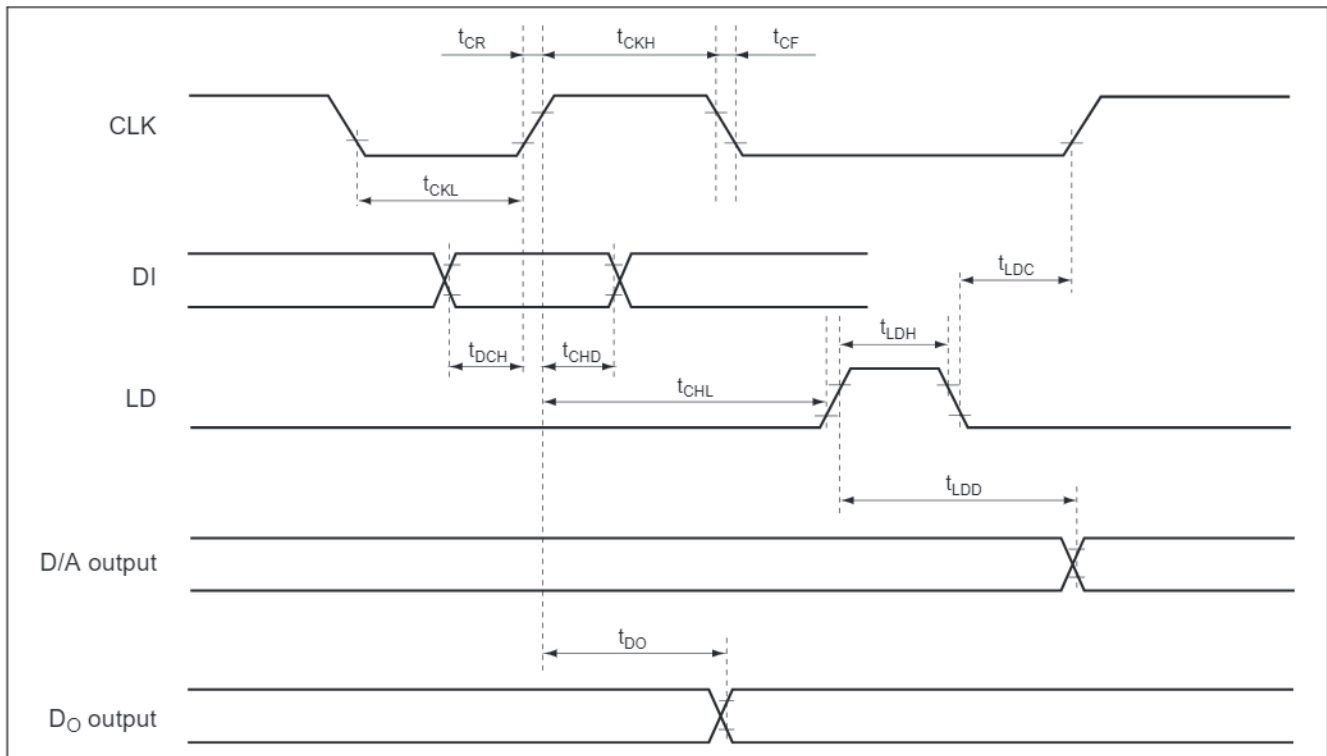 tCR
tCKH
tCF
CLK
tCKL
DI
tLDC
tLDH
tDCH
tCHD
tCHL
LD
tLDD
D/A output
tDO
DO output